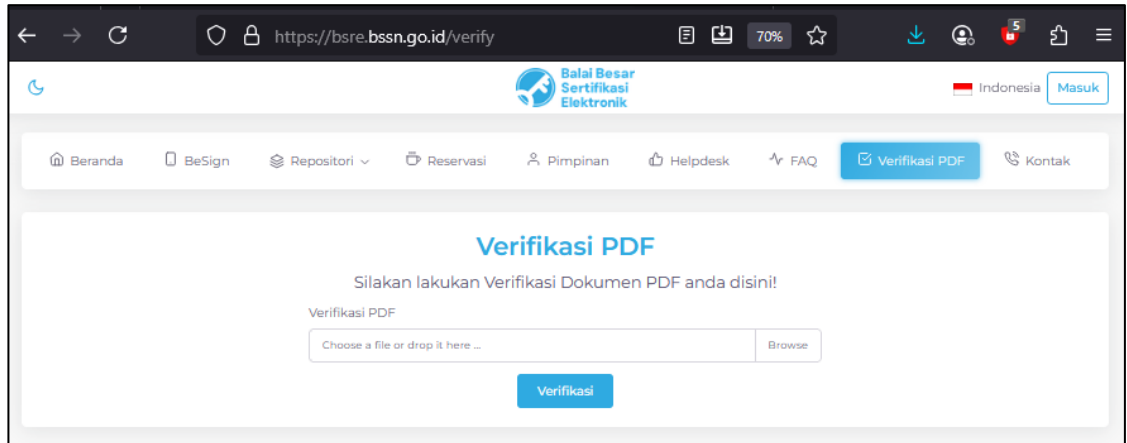 https://bsre.bssn.go.id/verify
70%
5
Balai Besar
Sertifikasi
Elektronik
Indonesia
Masuk
Beranda
BeSign
Repositori
Reservasi
Pimpinan
Helpdesk
FAQ
Verifikasi PDF
Kontak
Verifikasi PDF
Silakan lakukan Verifikasi Dokumen PDF anda disini!
Verifikasi PDF
Choose a file or drop it here ...
Browse
Verifikasi